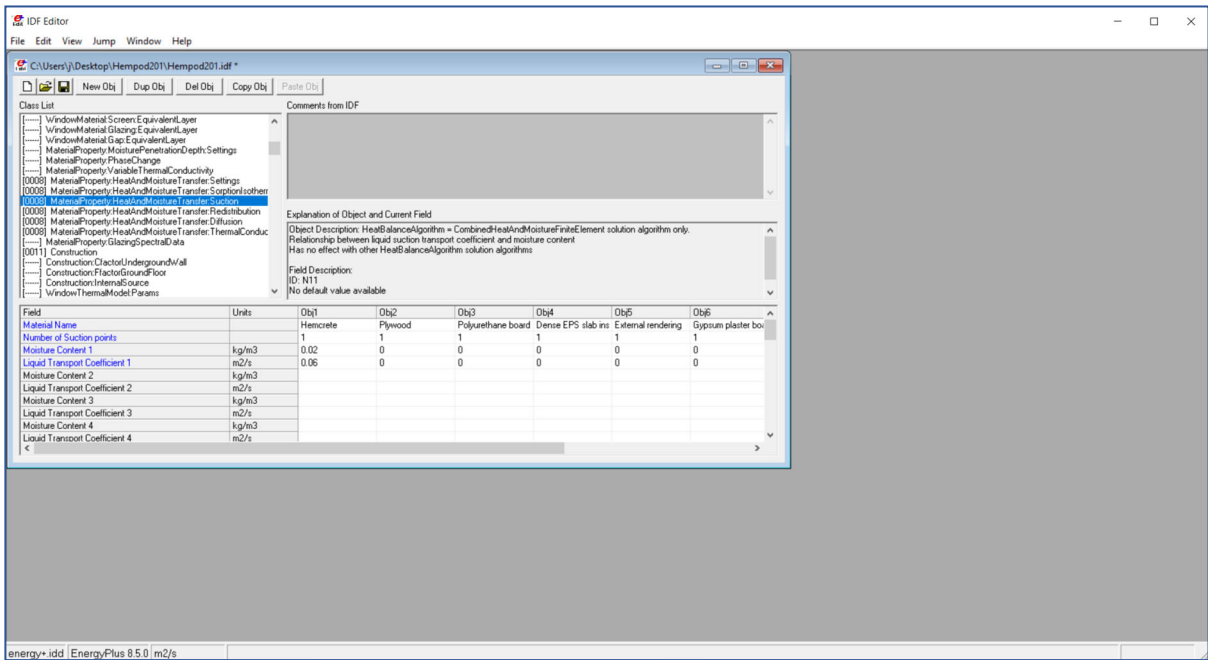 IDF Editor
File Edit View Jump Window Help
C:\Users\j\Desktop\Hempod201\Hempod201.idf *
New Obj Dup Obj Del Obj Copy Obj Paste Obj
Class List
Comments from IDF
[------] WindowMaterial:Screen:EquivalentLayer
[------] WindowMaterial:Glazing:EquivalentLayer
[------] WindowMaterial:Gap:EquivalentLayer
[------] MaterialProperty:MoisturePenetrationDepth:Settings
[------] MaterialProperty:PhaseChange
[------] MaterialProperty:VariableThermalConductivity
[0008] MaterialProperty:HeatAndMoistureTransfer:Settings
[0008] MaterialProperty:HeatAndMoistureTransfer:SorptionIsotherm
[0008] MaterialProperty:HeatAndMoistureTransfer:Suction
[0008] MaterialProperty:HeatAndMoistureTransfer:Redistribution
[0008] MaterialProperty:HeatAndMoistureTransfer:Diffusion
[0008] MaterialProperty:HeatAndMoistureTransfer:ThermalConduc
[------] MaterialProperty:GlazingSpectralData
[0011] Construction
[------] Construction:CfactorUndergroundWall
[------] Construction:FfactorGroundFloor
[------] Construction:InternalSource
[------] WindowThermalModel:Params
Explanation of Object and Current Field
Object Description: HeatBalanceAlgorithm = CombinedHeatAndMoistureFiniteElement solution algorithm only.
Relationship between liquid suction transport coefficient and moisture content
Has no effect with other HeatBalanceAlgorithm solution algorithms
Field Description:
ID: N11
No default value available
Field Units Obj1 Obj2 Obj3 Obj4 Obj5 Obj6
Material Name Hemcrete Plywood Polyurethane board Dense EPS slab ins External rendering Gypsum plaster boa
Number of Suction points 1 1 1 1 1 1
Moisture Content 1 kg/m3 0.02 0 0 0 0 0
Liquid Transport Coefficient 1 m2/s 0.06 0 0 0 0 0
Moisture Content 2 kg/m3
Liquid Transport Coefficient 2 m2/s
Moisture Content 3 kg/m3
Liquid Transport Coefficient 3 m2/s
Moisture Content 4 kg/m3
Liquid Transport Coefficient 4 m2/s
energy+.idd EnergyPlus 8.5.0 m2/s